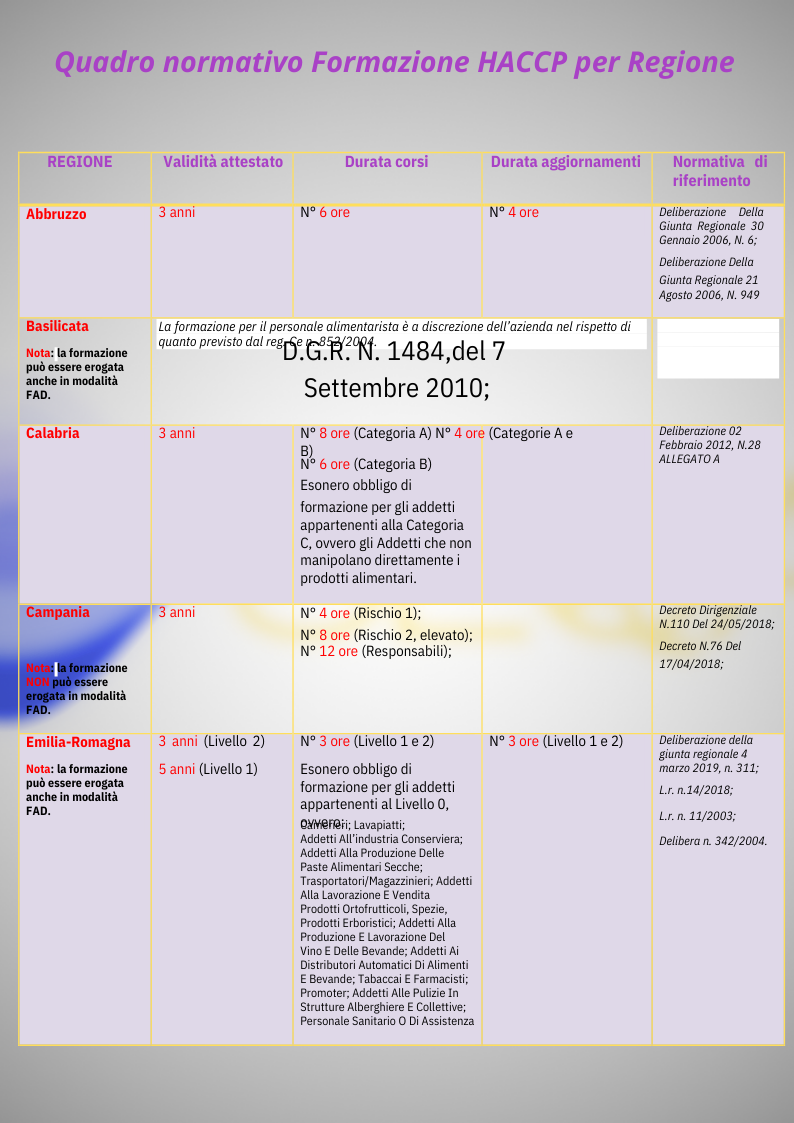 Quadro normativo Formazione HACCP per Regione
REGIONE
Validità attestato
Durata corsi
Durata aggiornamenti
Normativa di
riferimento
Abbruzzo
3 anni
N° 6 ore
N° 4 ore
Deliberazione Della
Giunta Regionale 30
Gennaio 2006, N. 6;
Deliberazione Della
Giunta Regionale 21
Agosto 2006, N. 949
Basilicata
Nota: la formazione
può essere erogata
anche in modalità
FAD.
La formazione per il personale alimentarista è a discrezione dell'azienda nel rispetto di
quanto previsto dal reg. Ce n. 852/2004.
D.G.R. N. 1484,del 7
Settembre 2010;
Calabria
3 anni
N° 8 ore (Categoria A) N° 4 ore (Categorie A e
B)
N° 6 ore (Categoria B)
Esonero obbligo di
formazione per gli addetti
appartenenti alla Categoria
C, ovvero gli Addetti che non
manipolano direttamente i
prodotti alimentari.
Deliberazione 02
Febbraio 2012, N.28
ALLEGATO A
Campania
Nota: la formazione
NON può essere
erogata in modalità
FAD.
3 anni
N° 4 ore (Rischio 1);
N° 8 ore (Rischio 2, elevato);
N° 12 ore (Responsabili);
Decreto Dirigenziale
N.110 Del 24/05/2018;
Decreto N.76 Del
17/04/2018;
Emilia-Romagna
Nota: la formazione
può essere erogata
anche in modalità
FAD.
3 anni (Livello 2)
5 anni (Livello 1)
N° 3 ore (Livello 1 e 2)
Esonero obbligo di
formazione per gli addetti
appartenenti al Livello 0,
ovvero:
Camerieri; Lavapiatti;
Addetti All'industria Conserviera;
Addetti Alla Produzione Delle
Paste Alimentari Secche;
Trasportatori/Magazzinieri; Addetti
Alla Lavorazione E Vendita
Prodotti Ortofrutticoli, Spezie,
Prodotti Erboristici; Addetti Alla
Produzione E Lavorazione Del
Vino E Delle Bevande; Addetti Ai
Distributori Automatici Di Alimenti
E Bevande; Tabaccai E Farmacisti;
Promoter; Addetti Alle Pulizie In
Strutture Alberghiere E Collettive;
Personale Sanitario O Di Assistenza
N° 3 ore (Livello 1 e 2)
Deliberazione della
giunta regionale 4
marzo 2019, n. 311;
L.r. n.14/2018;
L.r. n. 11/2003;
Delibera n. 342/2004.